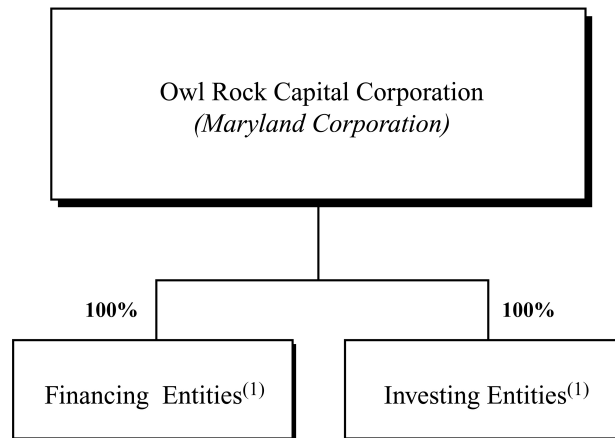 Owl Rock Capital Corporation
(Maryland Corporation)
100%
100%
Financing Entities(1)
Investing Entities(1)